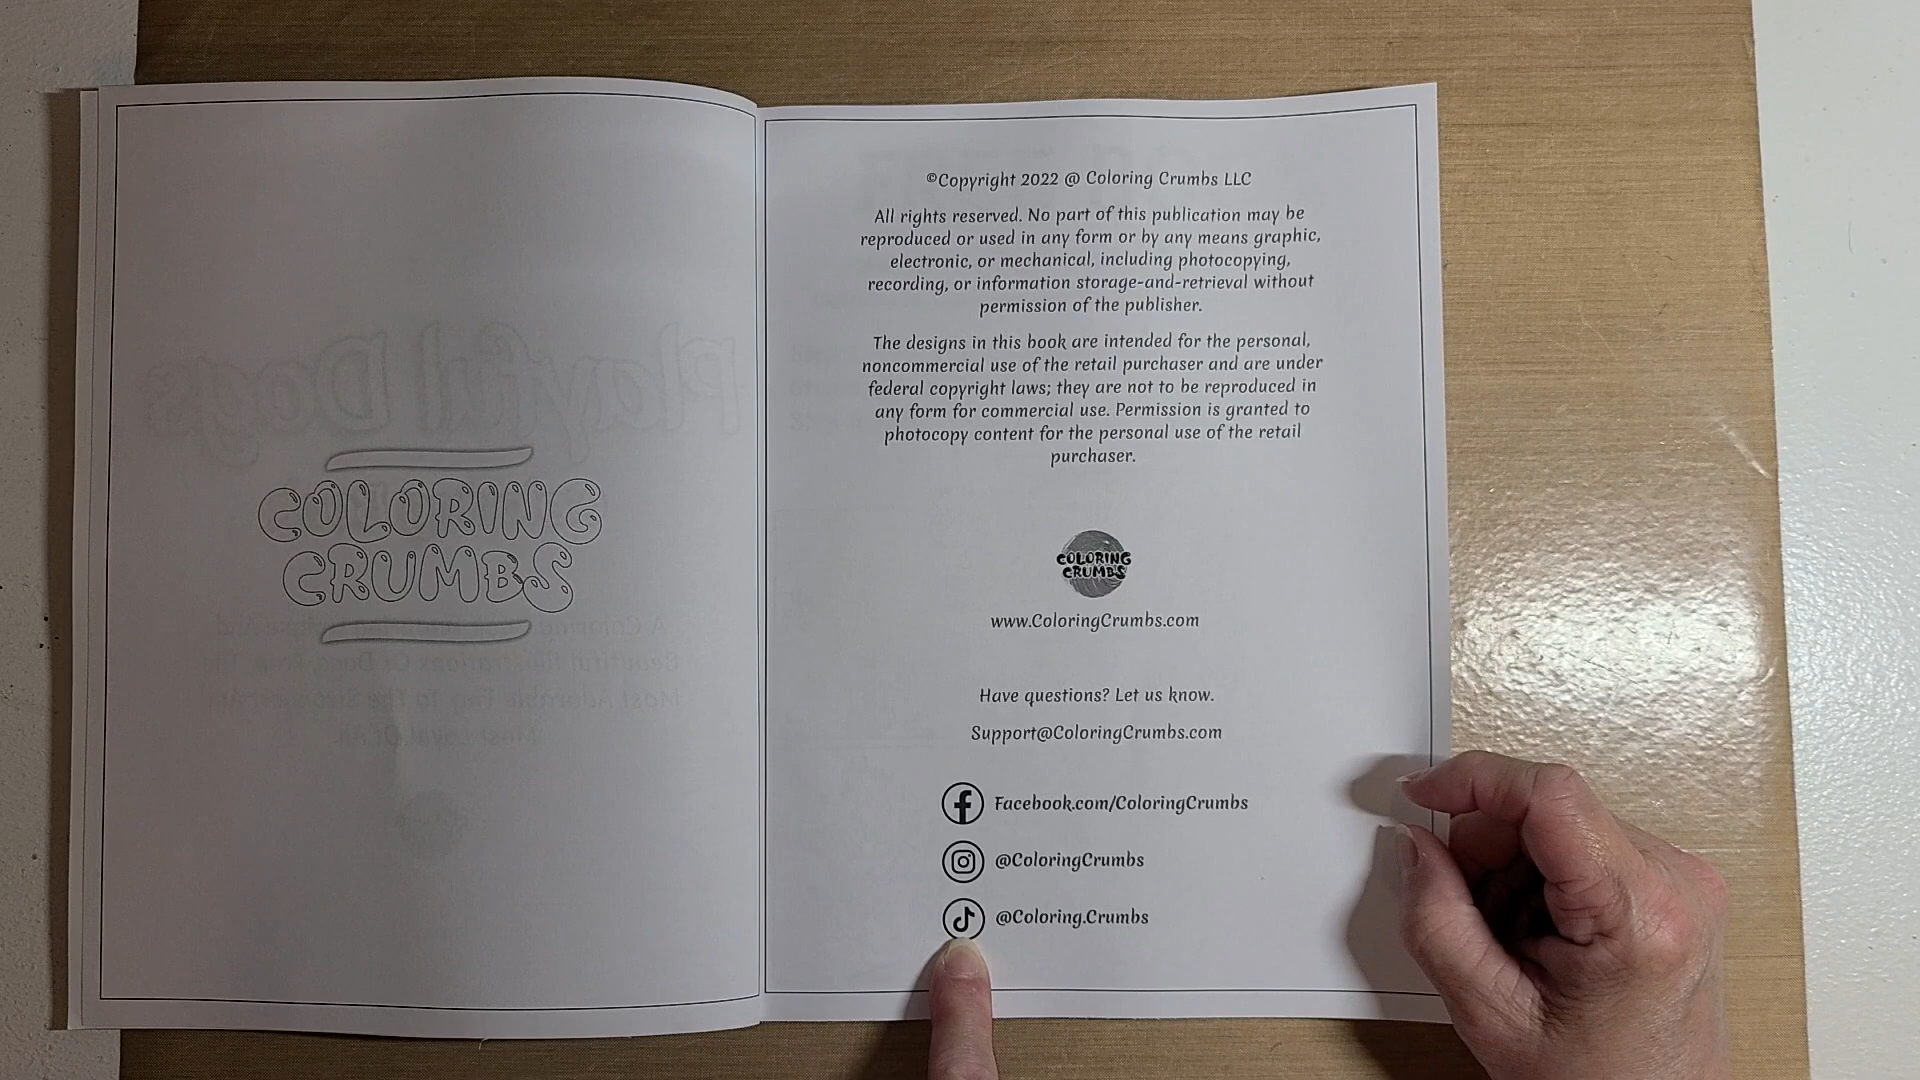 COLORING
CRUMBS
©Copyright 2022 @ Coloring Crumbs LLC
All rights reserved. No part of this publication may be
reproduced or used in any form or by any means graphic,
electronic, or mechanical, including photocopying,
recording, or information storage-and-retrieval without
permission of the publisher.
The designs in this book are intended for the personal,
noncommercial use of the retail purchaser and are under
federal copyright laws; they are not to be reproduced in
any form for commercial use. Permission is granted to
photocopy content for the personal use of the retail
purchaser.
COLORING
CRUMBS
www.ColoringCrumbs.com
Have questions? Let us know.
Support@ColoringCrumbs.com
Facebook.com/ColoringCrumbs
@ColoringCrumbs
@Coloring.Crumbs